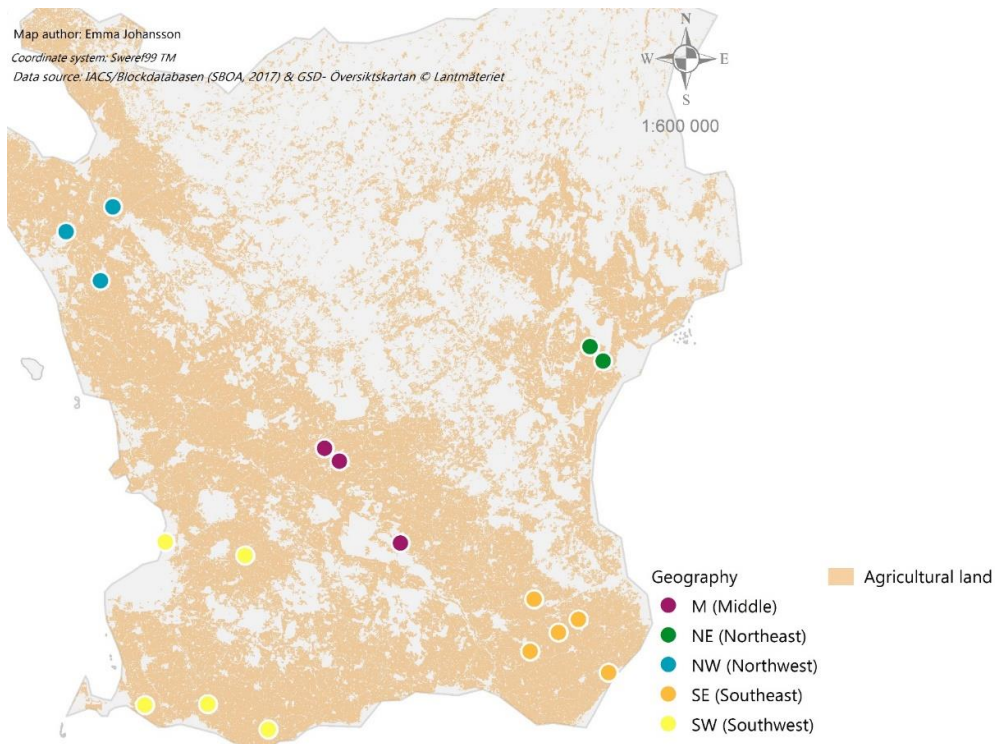 Map author: Emma Johansson
Coordinate system: Sweref99 TM
Data source: IACS/Blockdatabasen (SBOA, 2017) & GSD- Översiktskartan © Lantmäteriet
N
W E
S
1:600 000
Geography
M (Middle)
NE (Northeast)
NW (Northwest)
SE (Southeast)
SW (Southwest)
Agricultural land